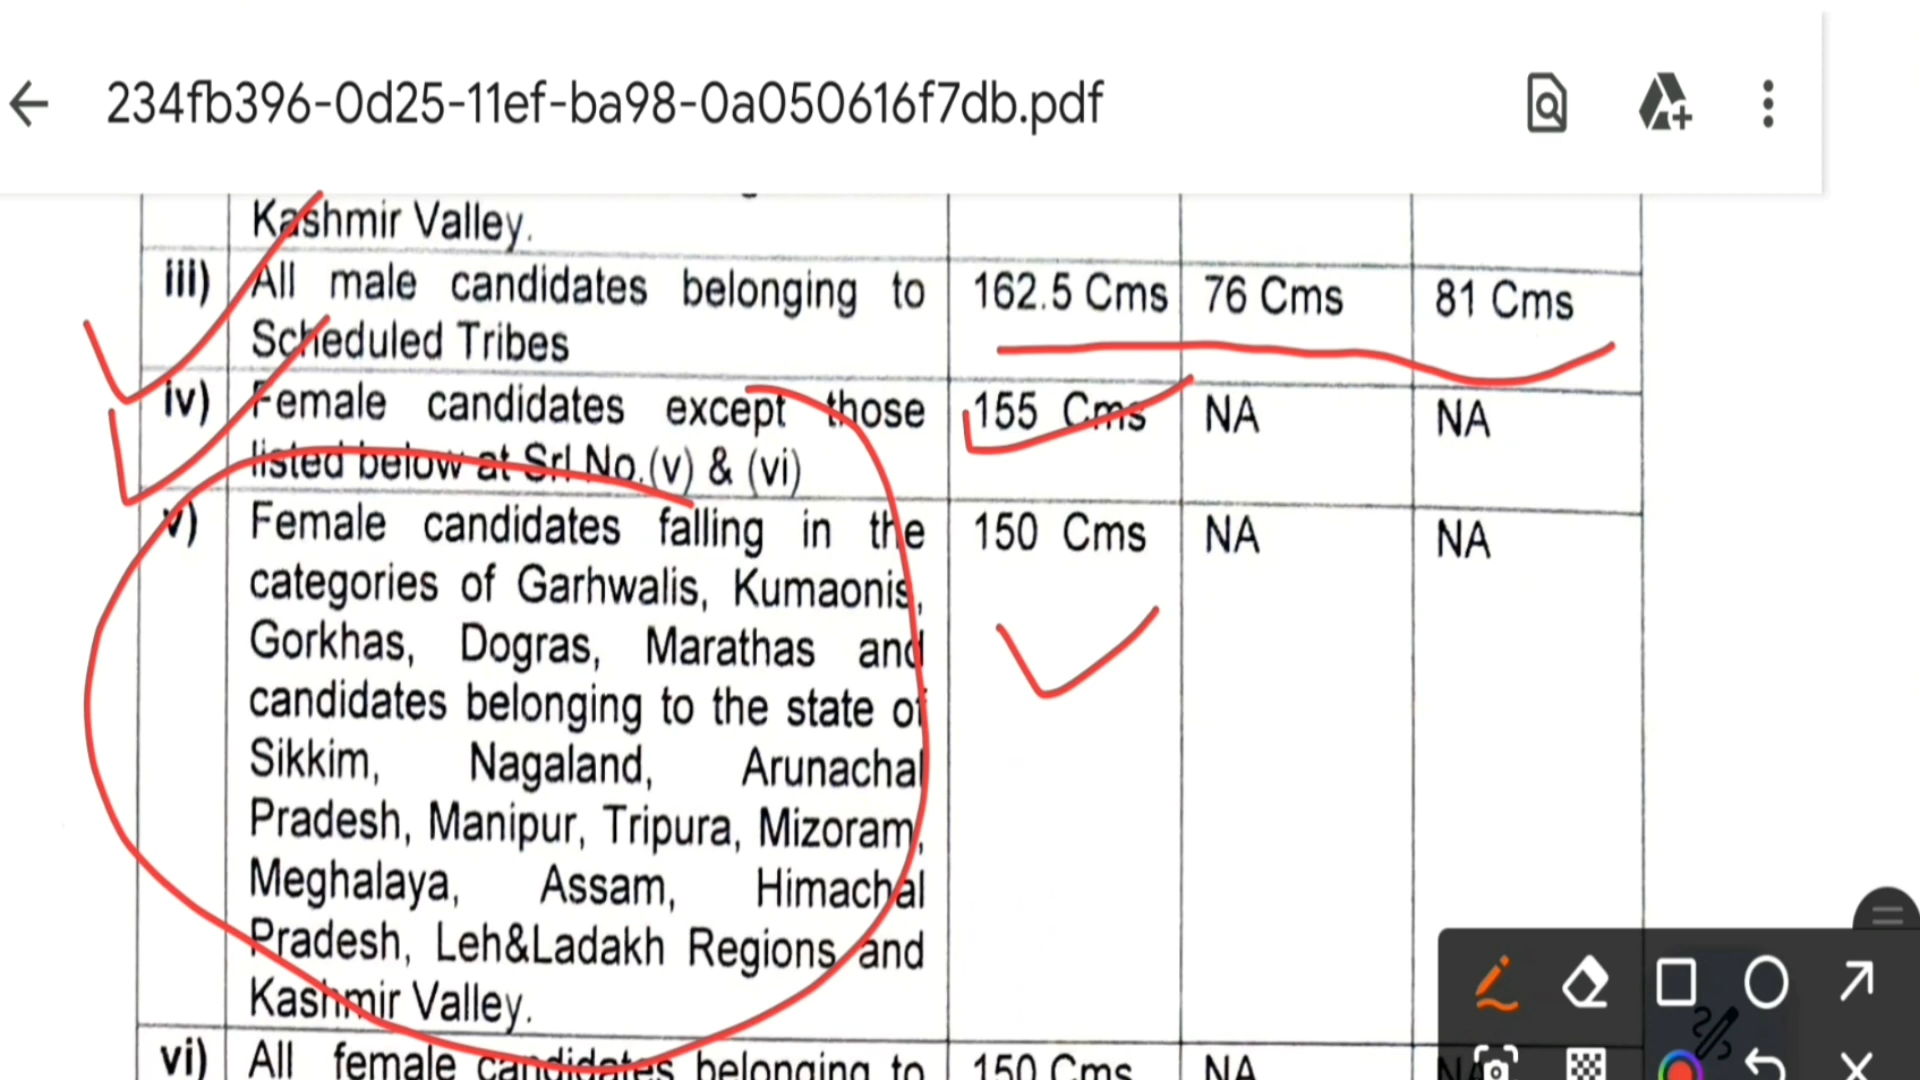 234fb396-0d25-11ef-ba98-0a050616f7db.pdf
Kashmir Valley.
iii) All male candidates belonging to 162.5 Cms 76 Cms 81 Cms
Scheduled Tribes
iv) Female candidates except those 155 Cms NA NA
listed below at Srl No.(v) & (vi)
v) Female candidates falling in the 150 Cms NA NA
categories of Garhwalis, Kumaonis,
Gorkhas, Dogras, Marathas and
candidates belonging to the state of
Sikkim, Nagaland, Arunachal
Pradesh, Manipur, Tripura, Mizoram,
Meghalaya, Assam, Himachal
Pradesh, Leh&Ladakh Regions and
Kashmir Valley.
vi) All female candidates belonging to 150 Cms NA NA